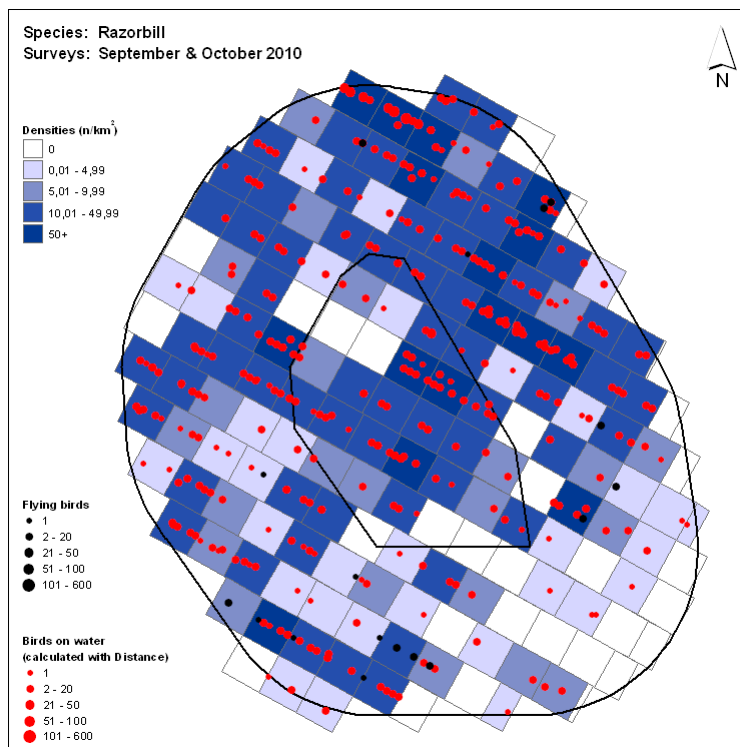 Species: Razorbill
Surveys: September & October 2010
N
Densities (n/km²)
0
0,01 - 4,99
5,01 - 9,99
10,01 - 49,99
50+
Flying birds
1
2 - 20
21 - 50
51 - 100
101 - 600
Birds on water
(calculated with Distance)
1
2 - 20
21 - 50
51 - 100
101 - 600